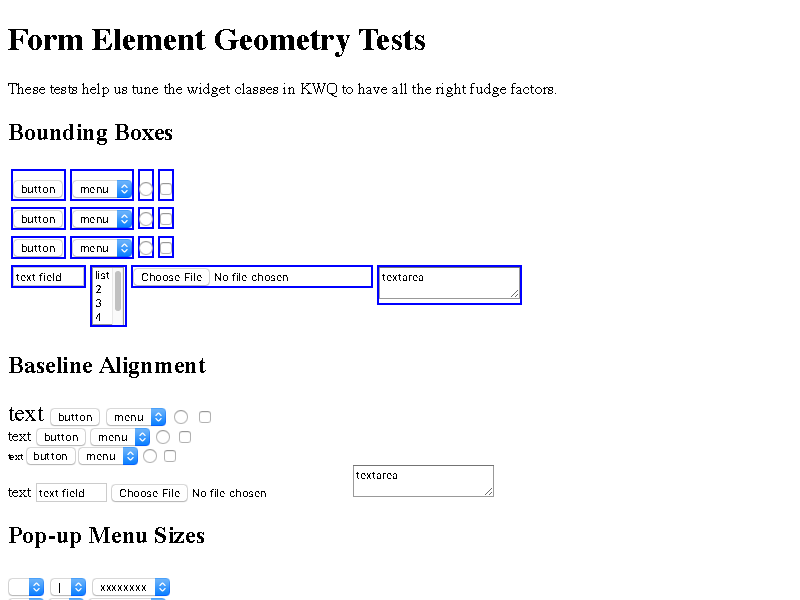 Form Element Geometry Tests
These tests help us tune the widget classes in KWQ to have all the right fudge factors.
Bounding Boxes
button menu
button menu
button menu
text field list Choose File No file chosen textarea
2
3
4
Baseline Alignment
text button menu
text button menu
text button menu
textarea
text text field Choose File No file chosen
Pop-up Menu Sizes
| xxxxxxxx